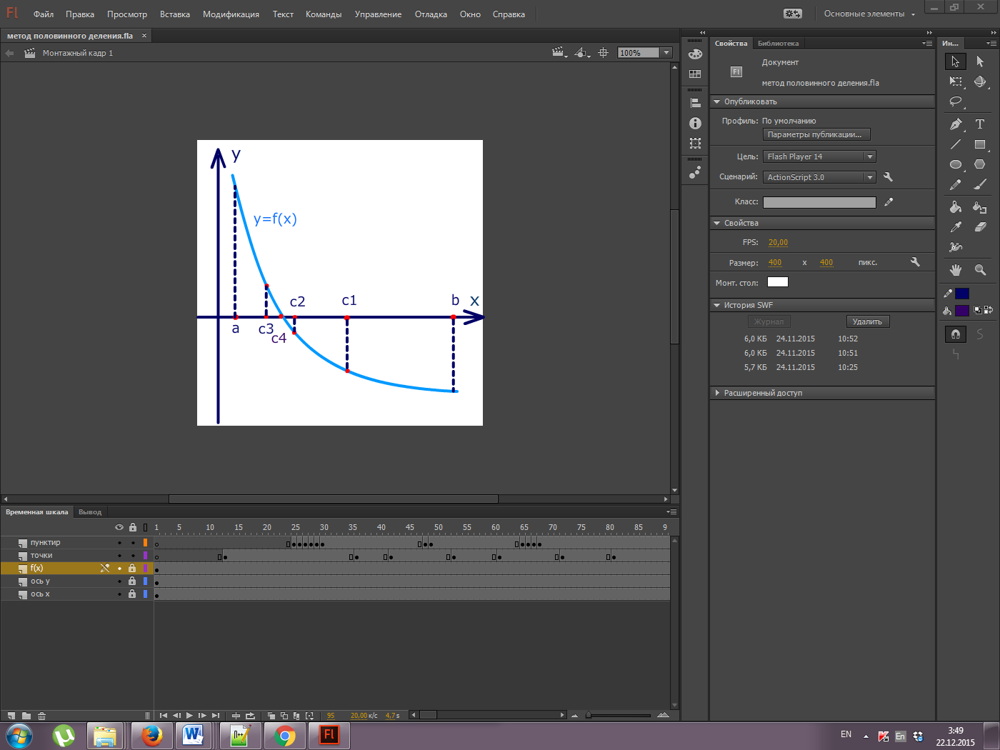 Fl Файл Правка Просмотр Вставка Модификация Текст Команды Управление Отладка Окно Справка Основные элементы
метод половинного деления.fla ×
Монтажный кадр 1 100%
y
y=f(x)
c2 c1 b x
a c3
c4
Свойства Библиотека
Документ
Fl
метод половинного деления.fla
Опубликовать
Профиль: По умолчанию
Параметры публикации...
Цель: Flash Player 14
Сценарий: ActionScript 3.0
Класс:
Свойства
FPS: 20,00
Размер: 400 x 400 пикс.
Монт. стол:
История SWF
Журнал Удалить
6,0 КБ 24.11.2015 10:52
6,0 КБ 24.11.2015 10:51
5,7 КБ 24.11.2015 10:25
Расширенный доступ
Ин...
T
Временная шкала Вывод
1 5 10 15 20 25 30 35 40 45 50 55 60 65 70 75 80 85 9
пунктир
точки
f(x)
ось y
ось x
95 20,00 к/с 4,7 s
µ W Fl
EN En 3:49
22.12.2015